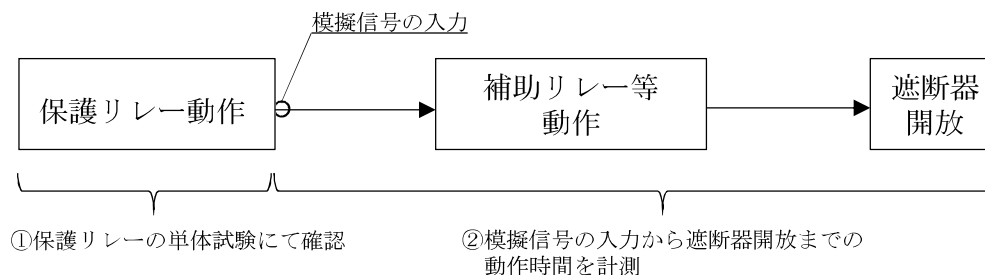 模擬信号の入力
保護リレー動作
補助リレー等
動作
遮断器
開放
①保護リレーの単体試験にて確認
②模擬信号の入力から遮断器開放までの
動作時間を計測